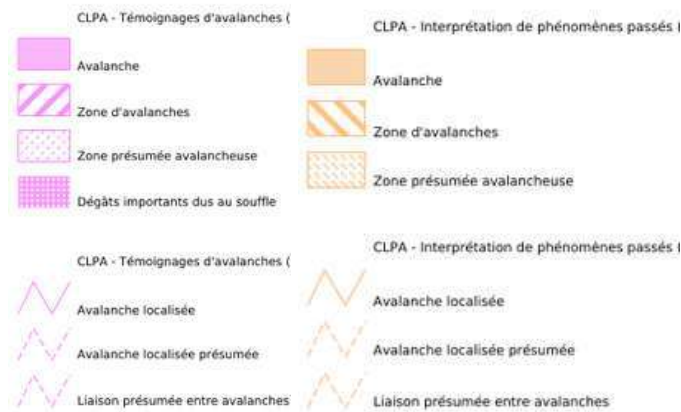 CLPA - Témoignages d'avalanches (
Avalanche
Zone d'avalanches
Zone présumée avalancheuse
Dégâts importants dus au souffle
CLPA - Interprétation de phénomènes passés (
Avalanche
Zone d'avalanches
Zone présumée avalancheuse
CLPA - Témoignages d'avalanches (
Avalanche localisée
Avalanche localisée présumée
Liaison présumée entre avalanches
CLPA - Interprétation de phénomènes passés (
Avalanche localisée
Avalanche localisée présumée
Liaison présumée entre avalanches